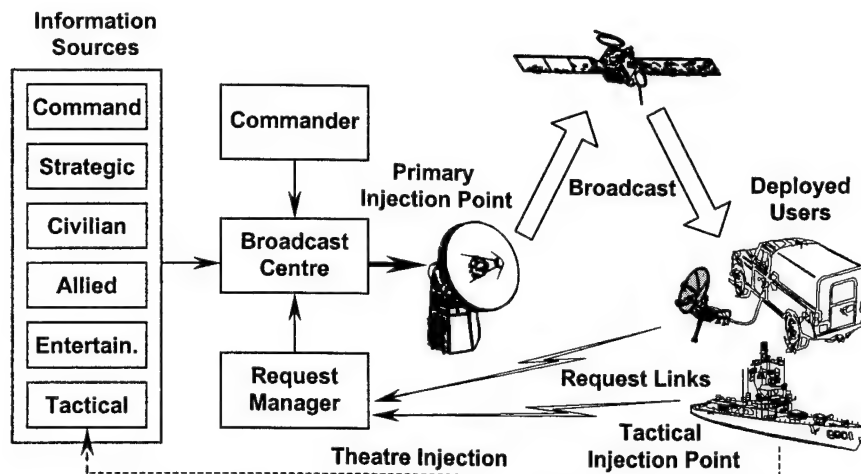 Information
Sources
Command
Strategic
Civilian
Allied
Entertain.
Tactical
Commander
Broadcast
Centre
Request
Manager
Primary
Injection Point
Broadcast
Deployed
Users
Request Links
Tactical
Injection Point
Theatre Injection